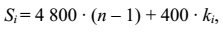 Sᵢ = 4 800 · (n – 1) + 400 · kᵢ,